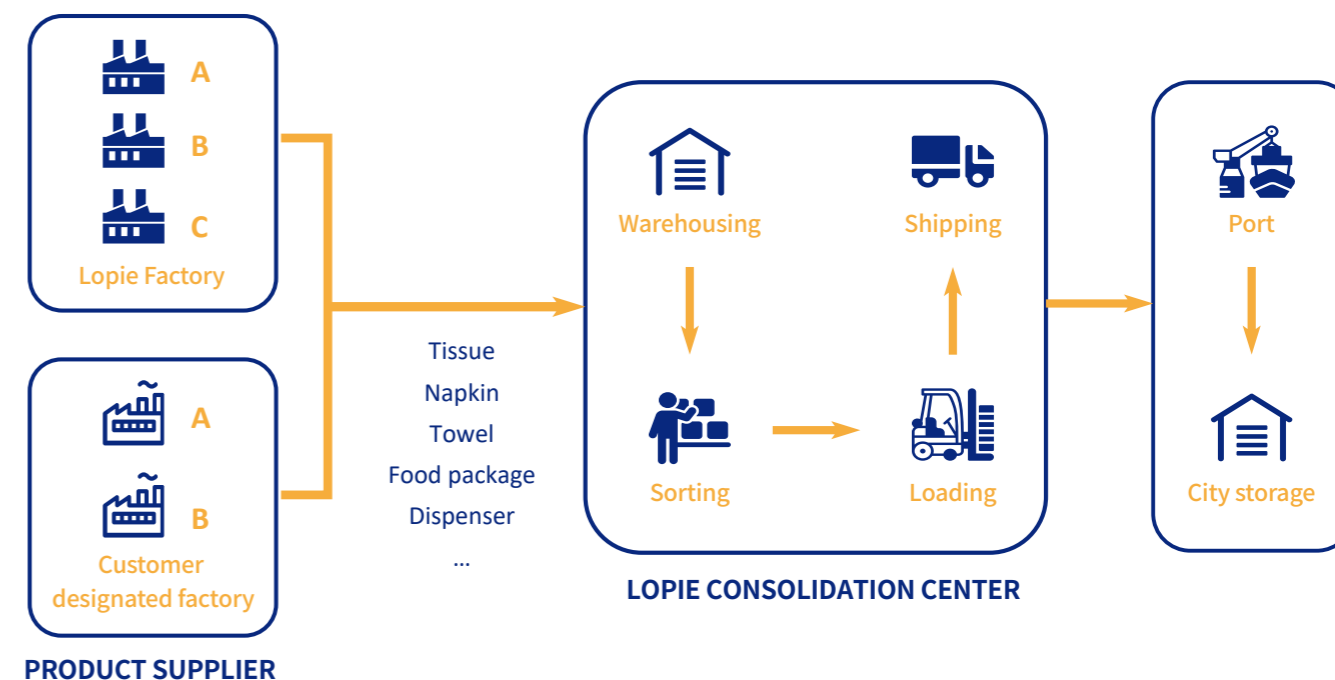 A
B
C
Lopie Factory
A
B
Customer
designated factory
PRODUCT SUPPLIER
Tissue
Napkin
Towel
Food package
Dispenser
...
Warehousing
Shipping
Sorting
Loading
LOPIE CONSOLIDATION CENTER
Port
City storage